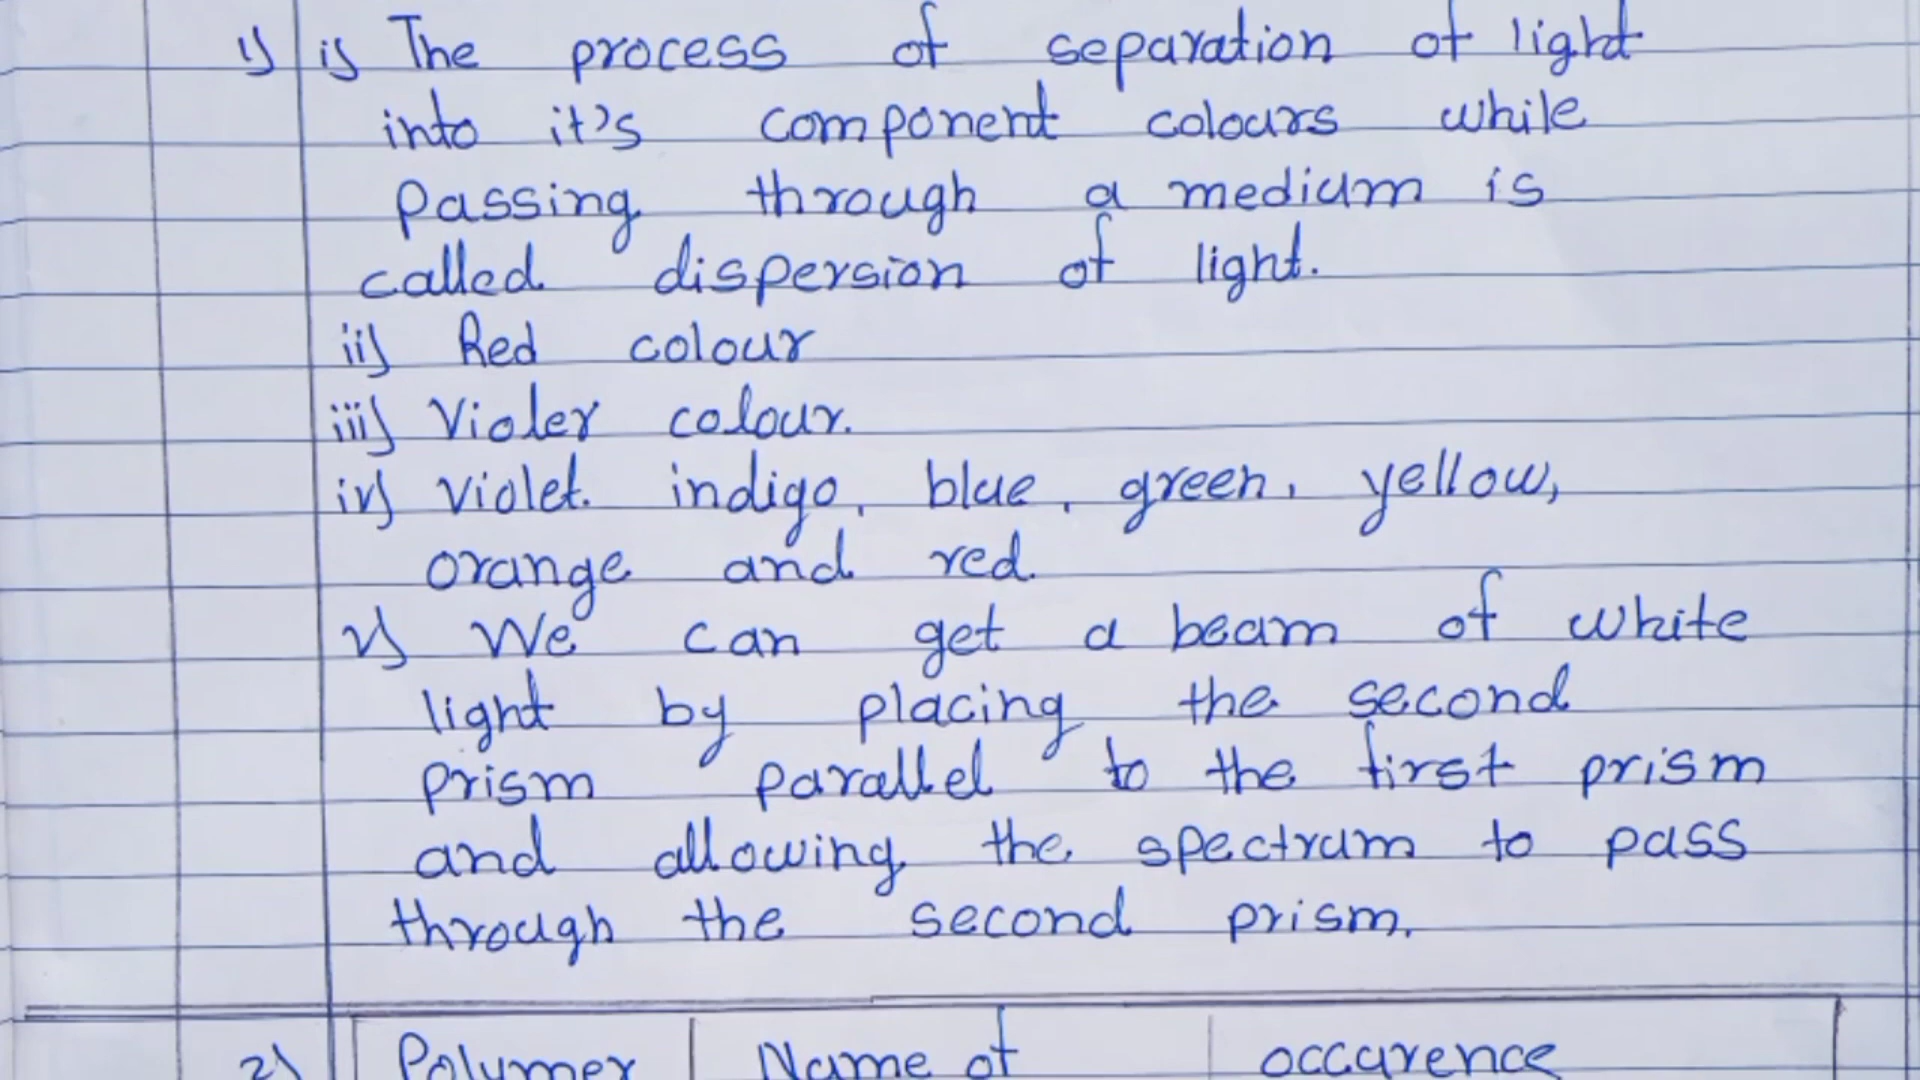 1) i) The process of separation of light
into it's component colours while
passing through a medium is
called dispersion of light.
ii) Red colour
iii) Violer colour.
iv) violet. indigo, blue, green, yellow,
orange and red.
v) We can get a beam of white
light by placing the second
prism parallel to the first prism
and allowing the spectrum to pass
through the second prism.
2) Polymer Name of occurence